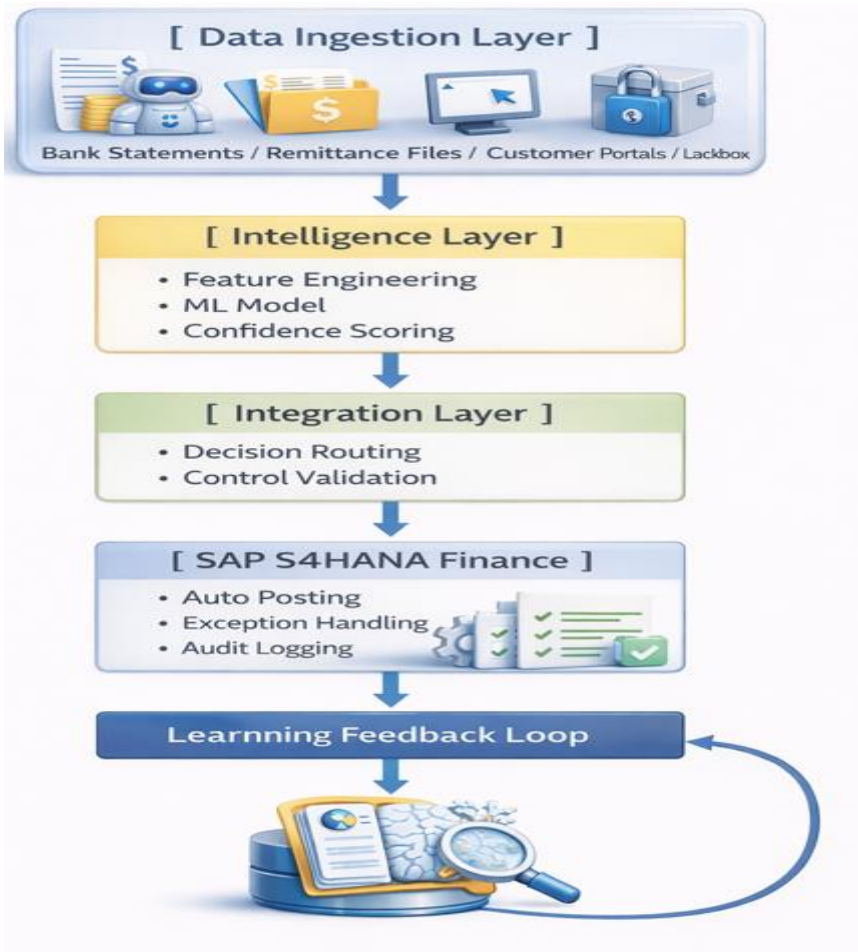 [ Data Ingestion Layer ]
$
$
$
Bank Statements / Remittance Files / Customer Portals / Lackbox
[ Intelligence Layer ]
• Feature Engineering
• ML Model
• Confidence Scoring
[ Integration Layer ]
• Decision Routing
• Control Validation
[ SAP S4HANA Finance ]
• Auto Posting
• Exception Handling
• Audit Logging
Learnning Feedback Loop